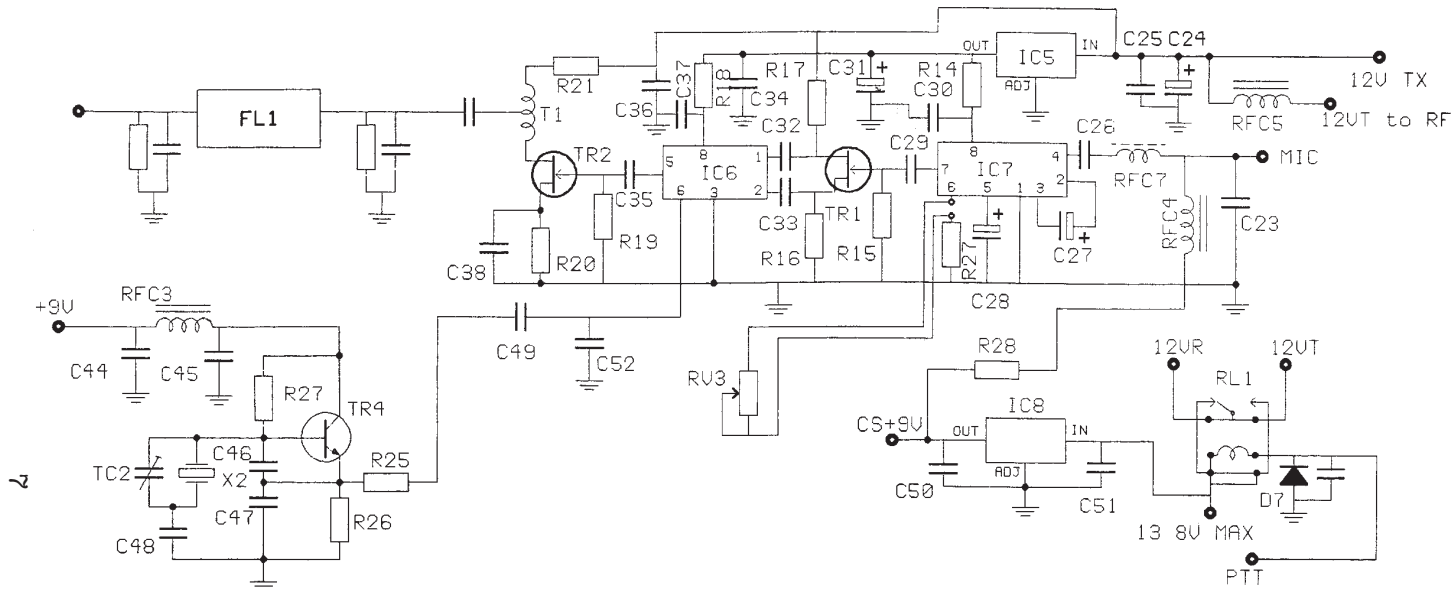 OUT
IC5
IN
ADJ
C25
C24
12V TX
RFC5
12VT to RF
R21
C37
R18
R17
C31
+
R14
+
C36
C34
C30
FL1
T1
TR2
C32
C29
C26
RFC7
MIC
5
8
1
IC6
6
3
2
7
8
4
IC7
2
6
5
1
3
C35
C33
TR1
R19
R20
C38
R16
R15
R27
+
C28
+
C27
RFC4
C23
+9V
RFC3
C44
C45
C49
C52
R27
TR4
RV3
R28
12VR
12VT
RL1
CS+9V
OUT
IC8
IN
ADJ
C50
C51
D7
13 8V MAX
PTT
TC2
X2
C46
C47
R25
R26
C48
2